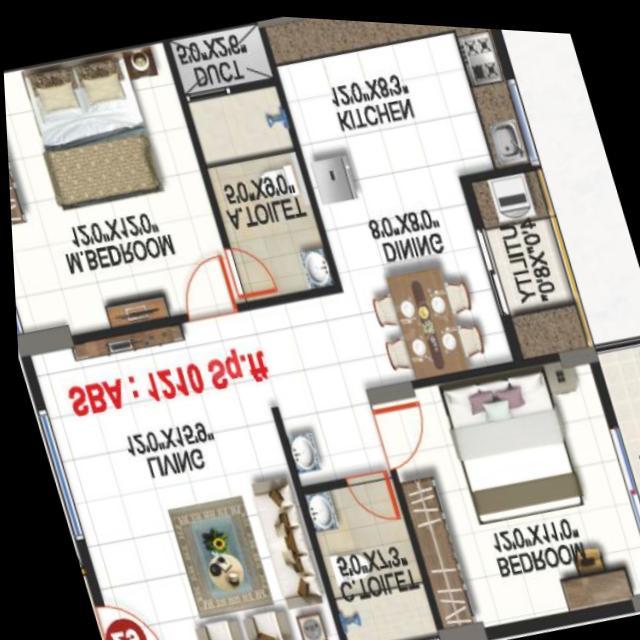 DUCT
5.0"X2.6"
KITCHEN
12.0"X8.3"
A.TOILET
5.0"X9.0"
M.BEDROOM
12.0"X12.0"
DINING
8.0"X8.0"
UTILITY
SBA : 1210 Sq.ft
LIVING
12.0"X15.9"
C.TOILET
5.0"X7.3"
BEDROOM
12.0"X11.0"